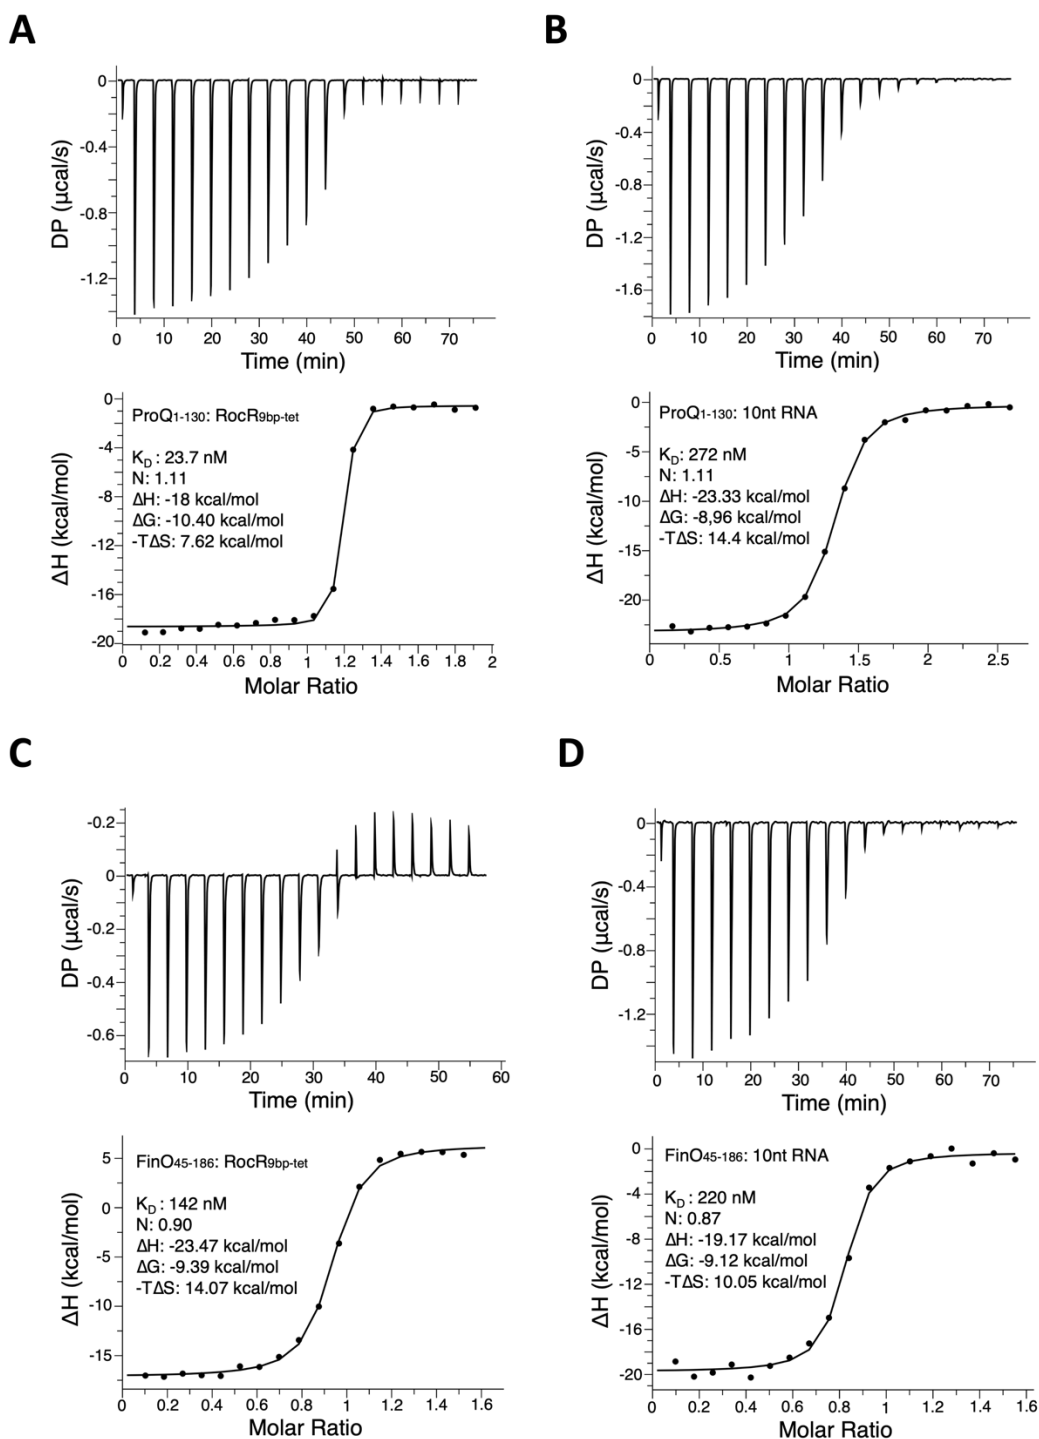 A
0
-0.4
-0.8
-1.2
DP (µcal/s)
0 10 20 30 40 50 60 70
Time (min)
0
-4
-8
-12
-16
-20
ΔH (kcal/mol)
ProQ1-130: RocR9bp-tet
KD : 23.7 nM
N: 1.11
ΔH: -18 kcal/mol
ΔG: -10.40 kcal/mol
-TΔS: 7.62 kcal/mol
0 0.2 0.4 0.6 0.8 1 1.2 1.4 1.6 1.8 2
Molar Ratio
B
0
-0.4
-0.8
-1.2
-1.6
DP (µcal/s)
0 10 20 30 40 50 60 70
Time (min)
0
-5
-10
-15
-20
ΔH (kcal/mol)
ProQ1-130: 10nt RNA
KD: 272 nM
N: 1.11
ΔH: -23.33 kcal/mol
ΔG: -8,96 kcal/mol
-TΔS: 14.4 kcal/mol
0 0.5 1 1.5 2 2.5
Molar Ratio
C
-0.2
0
-0.2
-0.4
-0.6
DP (µcal/s)
0 10 20 30 40 50 60
Time (min)
5
0
-5
-10
-15
ΔH (kcal/mol)
FinO45-186: RocR9bp-tet
KD : 142 nM
N: 0.90
ΔH: -23.47 kcal/mol
ΔG: -9.39 kcal/mol
-TΔS: 14.07 kcal/mol
0 0.2 0.4 0.6 0.8 1 1.2 1.4 1.6
Molar Ratio
D
0
-0.4
-0.8
-1.2
DP (µcal/s)
0 10 20 30 40 50 60 70
Time (min)
0
-4
-8
-12
-16
-20
ΔH (kcal/mol)
FinO45-186: 10nt RNA
KD : 220 nM
N: 0.87
ΔH: -19.17 kcal/mol
ΔG: -9.12 kcal/mol
-TΔS: 10.05 kcal/mol
0 0.2 0.4 0.6 0.8 1 1.2 1.4 1.6
Molar Ratio